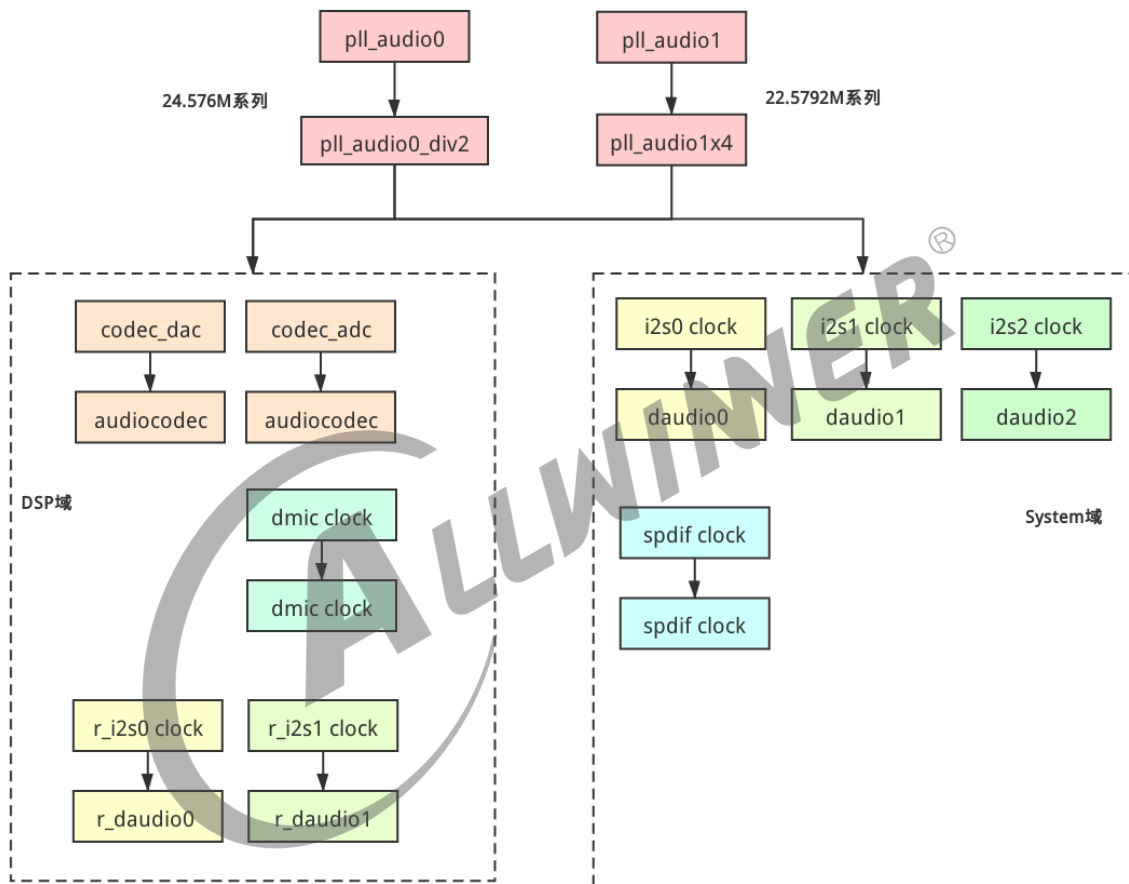 pll_audio0
pll_audio1
24.576M系列
22.5792M系列
pll_audio0_div2
pll_audio1x4
codec_dac
codec_adc
audiocodec
audiocodec
DSP域
dmic clock
dmic clock
r_i2s0 clock
r_i2s1 clock
r_daudio0
r_daudio1
i2s0 clock
i2s1 clock
i2s2 clock
daudio0
daudio1
daudio2
System域
spdif clock
spdif clock
ALLWINNER®